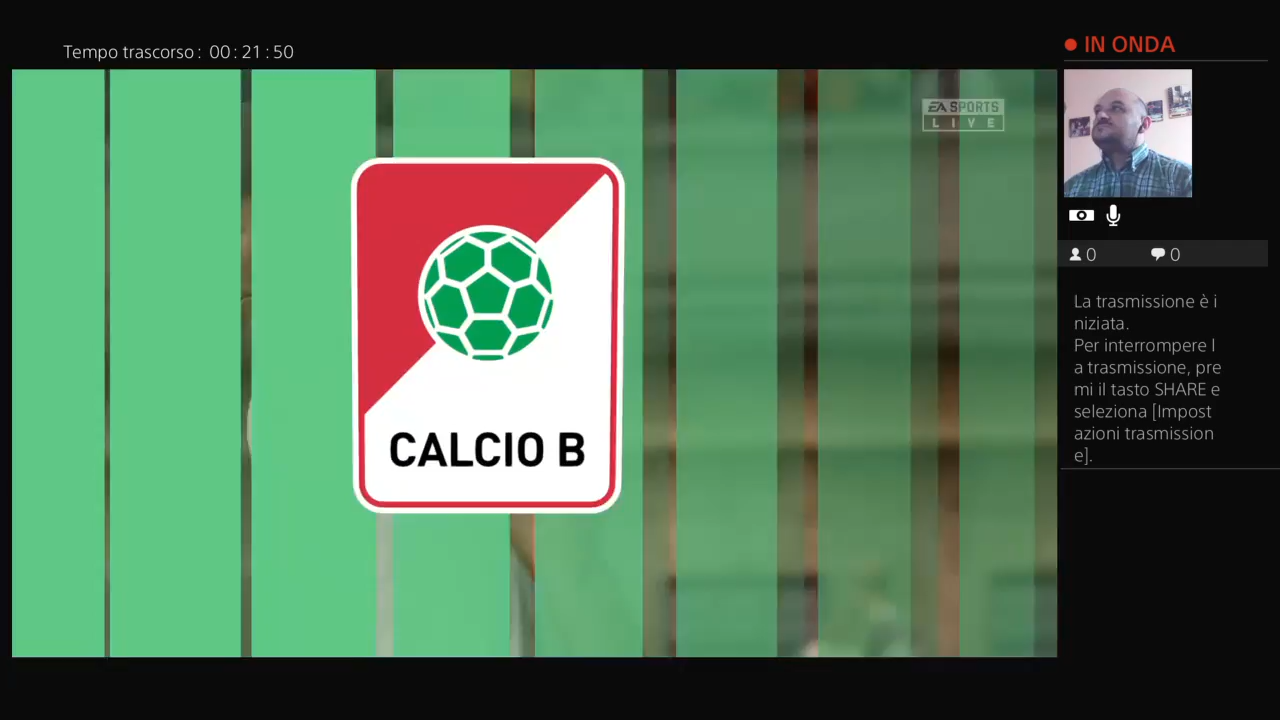 Tempo trascorso: 00:21:50
IN ONDA
EA SPORTS
LIVE
0 0
CALCIO B
La trasmissione è i
niziata.
Per interrompere l
a trasmissione, pre
mi il tasto SHARE e
seleziona [Impost
azioni trasmission
e].